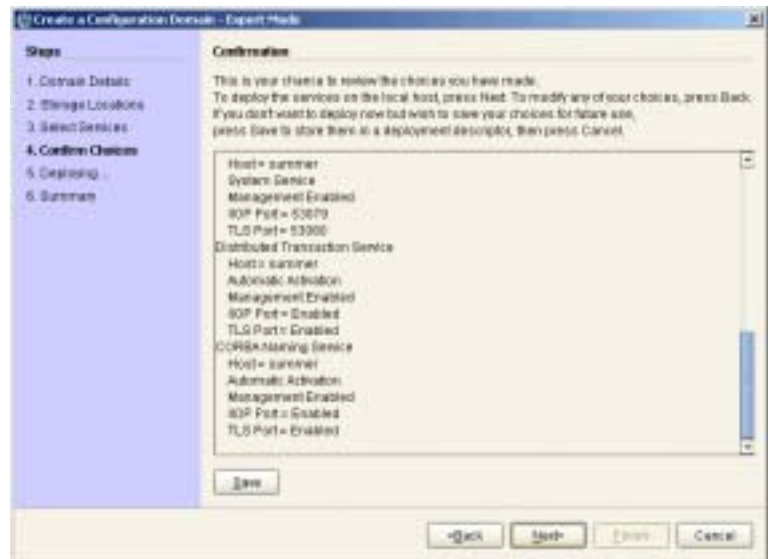 Create a Configuration Domain - Expert Mode
Steps
1. Domain Details
2. Storage Locations
3. Select Services
4. Confirm Choices
5. Deploying...
6. Summary
Confirmation
This is your chance to review the choices you have made.
To deploy the services on the local host, press Next. To modify any of your choices, press Back.
If you don't want to deploy now but wish to save your choices for future use,
press Save to store them in a deployment descriptor, then press Cancel.
Host = summer
System Service
Management Enabled
IIOP Port = 53079
TLS Port = 53080
Distributed Transaction Service
Host = summer
Automatic Activation
Management Enabled
IIOP Port = Enabled
TLS Port = Enabled
CORBA Naming Service
Host = summer
Automatic Activation
Management Enabled
IIOP Port = Enabled
TLS Port = Enabled
Save
<Back Next> Finish Cancel